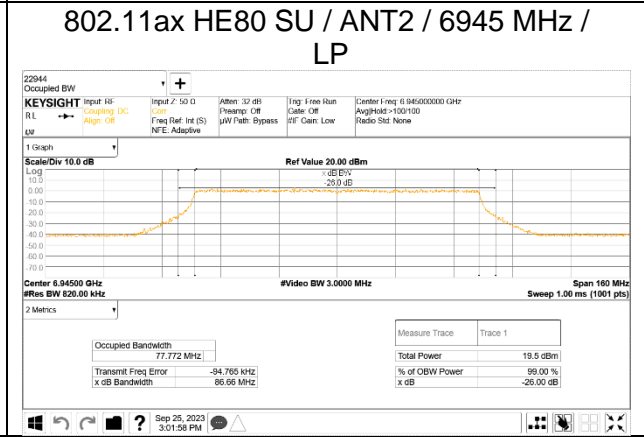 802.11ax HE80 SU / ANT2 / 6945 MHz /
LP
22944
Occupied BW
+
KEYSIGHT Input: RF Input Z: 50 Ω Atten: 32 dB Trig: Free Run Center Freq: 6.945000000 GHz
RL Coupling: DC Corr Preamp: Off Gate: Off Avg|Hold:>100/100
Align: Off Freq Ref: Int (S) µW Path: Bypass #IF Gain: Low Radio Std: None
NFE: Adaptive
1 Graph
Scale/Div 10.0 dB Ref Value 20.00 dBm
Log x dB BW
10.0 -26.0 dB
0.00
-10.0
-20.0
-30.0
-40.0
-50.0
-60.0
-70.0
Center 6.94500 GHz #Video BW 3.0000 MHz Span 160 MHz
#Res BW 820.00 kHz Sweep 1.00 ms (1001 pts)
2 Metrics
Measure Trace Trace 1
Occupied Bandwidth
77.772 MHz Total Power 19.5 dBm
Transmit Freq Error -94.765 kHz % of OBW Power 99.00 %
x dB Bandwidth 86.66 MHz x dB -26.00 dB
? Sep 25, 2023
3:01:58 PM